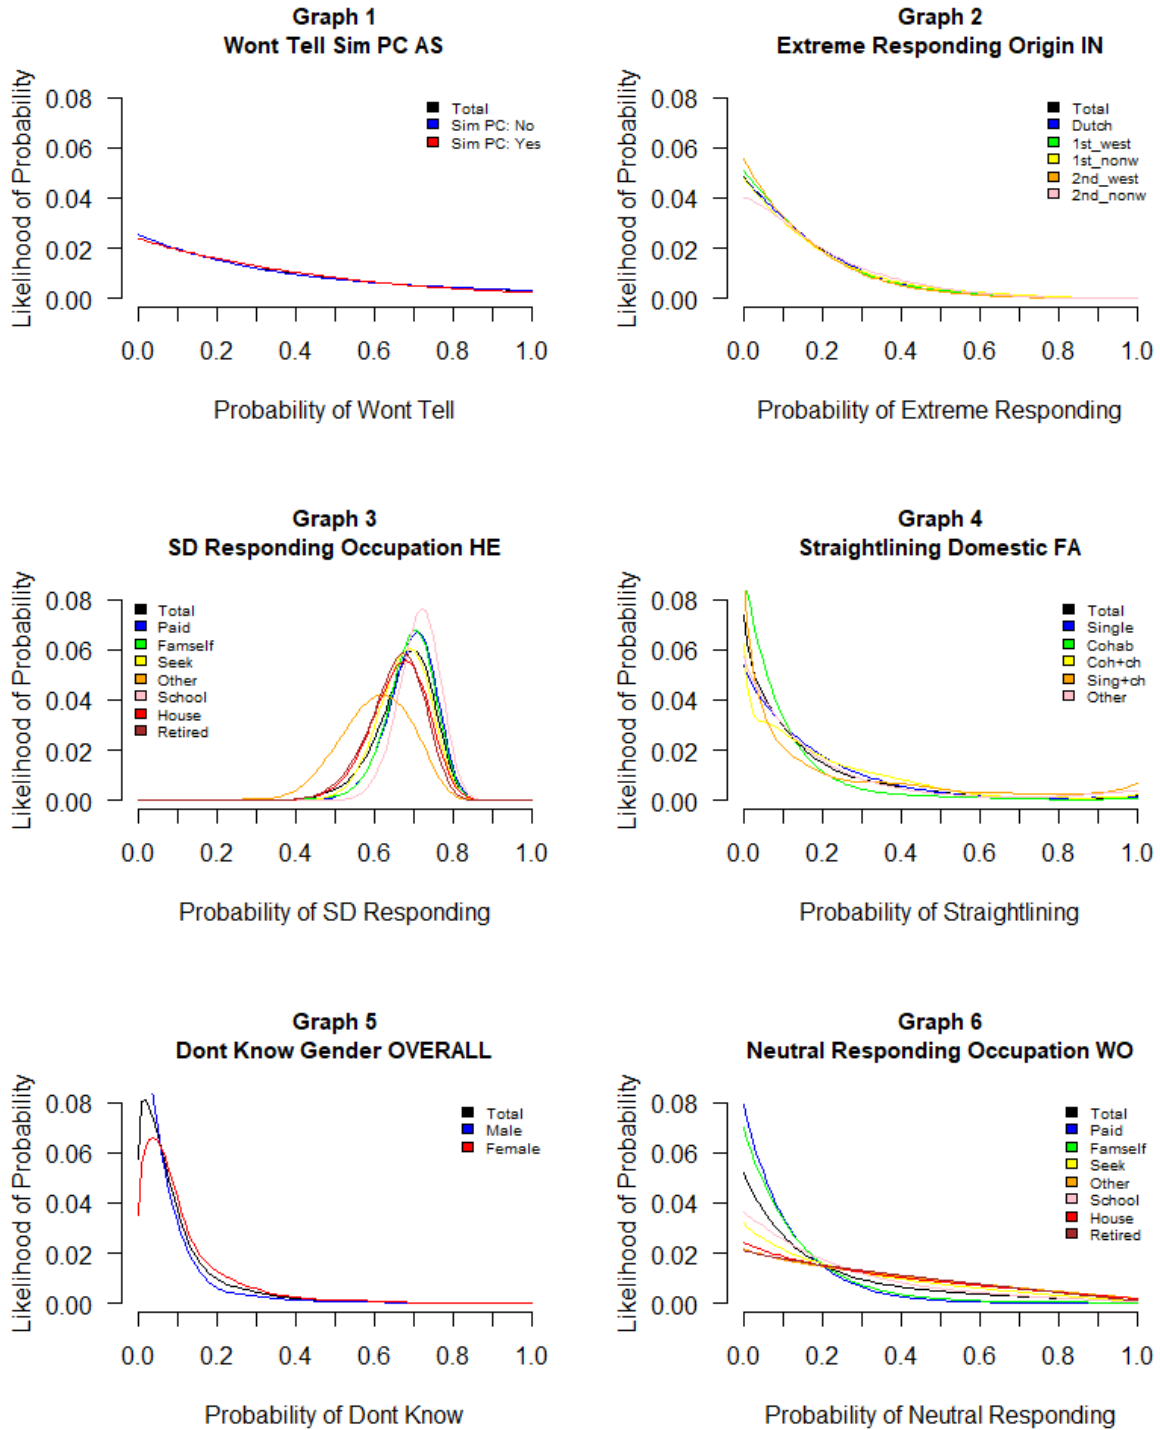 Graph 1
Wont Tell Sim PC AS
Likelihood of Probability
0.08
0.06
0.04
0.02
0.00
Total
Sim PC: No
Sim PC: Yes
0.0 0.2 0.4 0.6 0.8 1.0
Probability of Wont Tell
Graph 2
Extreme Responding Origin IN
Likelihood of Probability
0.08
0.06
0.04
0.02
0.00
Total
Dutch
1st_west
1st_nonw
2nd_west
2nd_nonw
0.0 0.2 0.4 0.6 0.8 1.0
Probability of Extreme Responding
Graph 3
SD Responding Occupation HE
Likelihood of Probability
0.08
0.06
0.04
0.02
0.00
Total
Paid
Famself
Seek
Other
School
House
Retired
0.0 0.2 0.4 0.6 0.8 1.0
Probability of SD Responding
Graph 4
Straightlining Domestic FA
Likelihood of Probability
0.08
0.06
0.04
0.02
0.00
Total
Single
Cohab
Coh+ch
Sing+ch
Other
0.0 0.2 0.4 0.6 0.8 1.0
Probability of Straightlining
Graph 5
Dont Know Gender OVERALL
Likelihood of Probability
0.08
0.06
0.04
0.02
0.00
Total
Male
Female
0.0 0.2 0.4 0.6 0.8 1.0
Probability of Dont Know
Graph 6
Neutral Responding Occupation WO
Likelihood of Probability
0.08
0.06
0.04
0.02
0.00
Total
Paid
Famself
Seek
Other
School
House
Retired
0.0 0.2 0.4 0.6 0.8 1.0
Probability of Neutral Responding